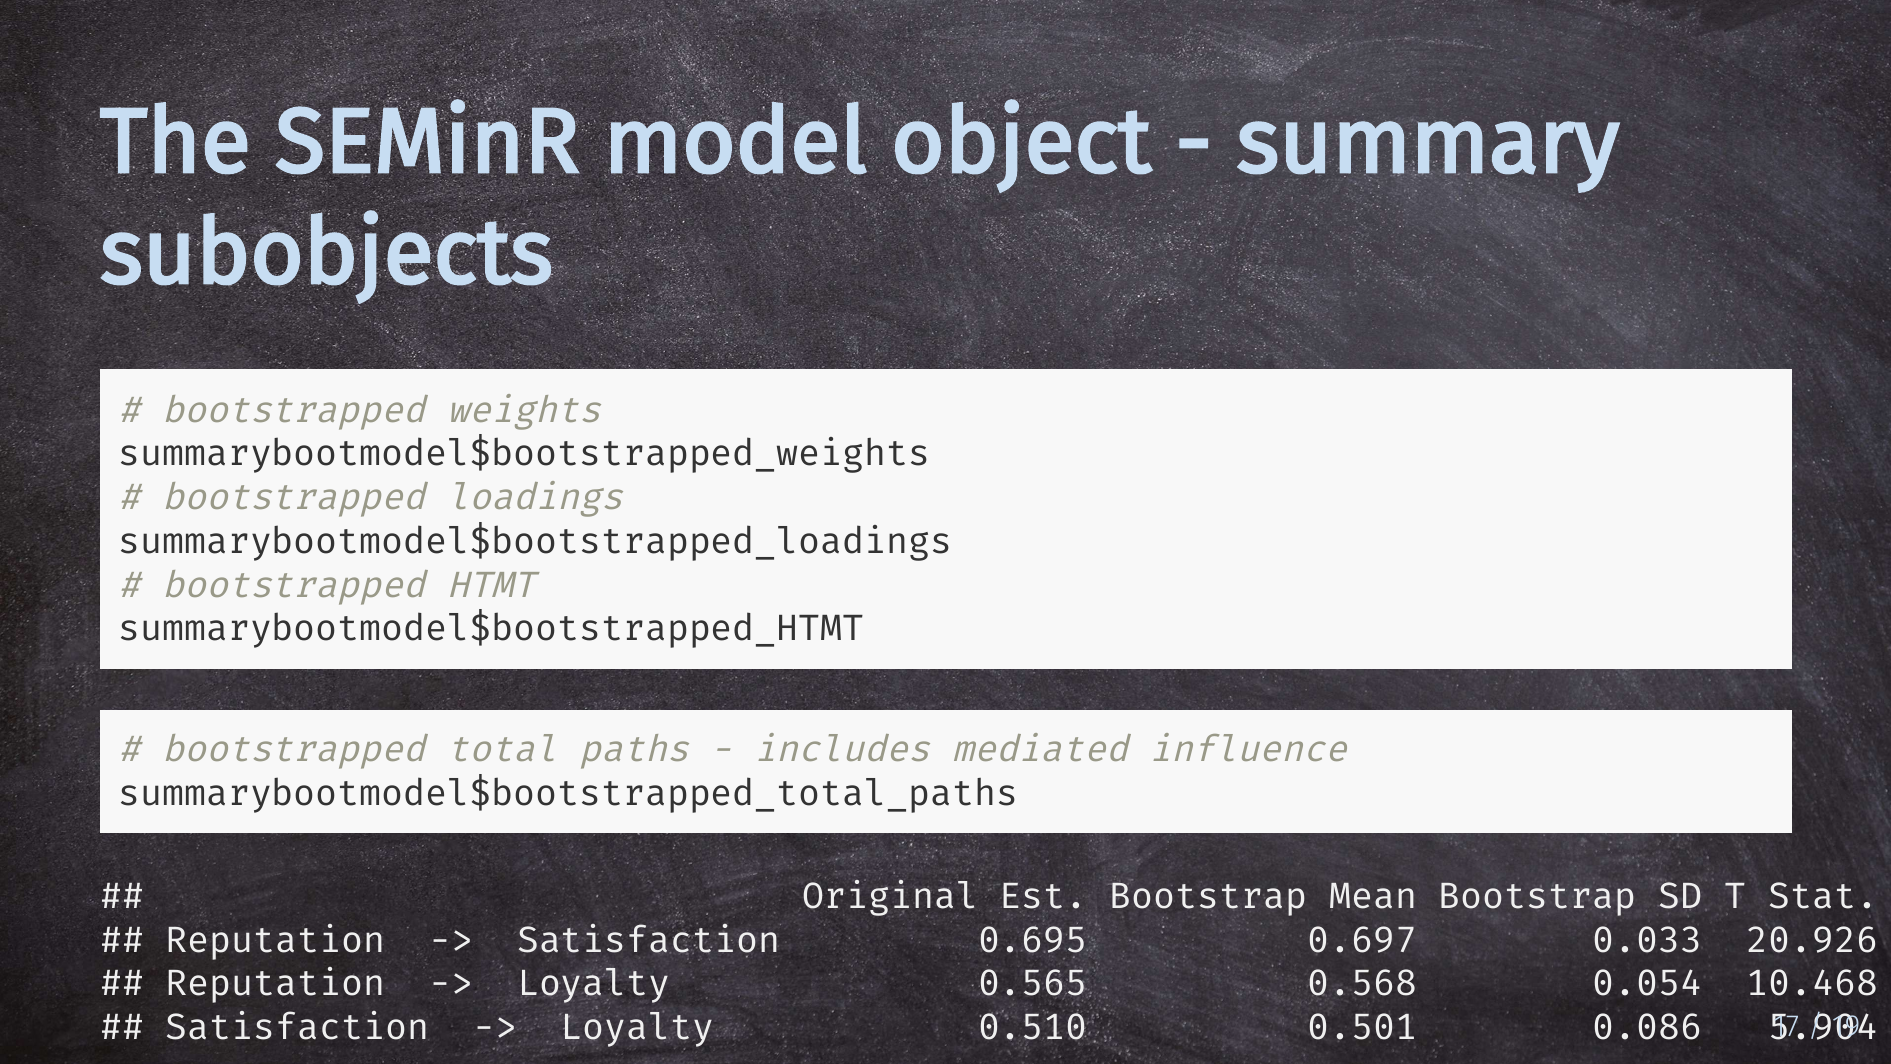 The SEMinR model object - summary
subobjects
# bootstrapped weights
summarybootmodel$bootstrapped_weights
# bootstrapped loadings
summarybootmodel$bootstrapped_loadings
# bootstrapped HTMT
summarybootmodel$bootstrapped_HTMT
# bootstrapped total paths - includes mediated influence
summarybootmodel$bootstrapped_total_paths
##                                Original Est. Bootstrap Mean Bootstrap SD T Stat.
## Reputation  ->  Satisfaction         0.695          0.697        0.033  20.926
## Reputation  ->  Loyalty              0.565          0.568        0.054  10.468
## Satisfaction  ->  Loyalty            0.510          0.501        0.086   5.904
17 / 19